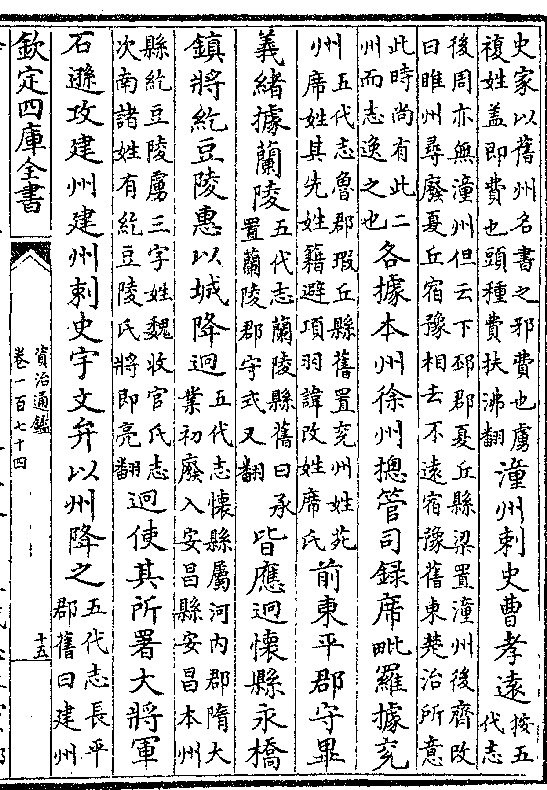 史家以舊州名書之邪費也虜
複姓盖即費也頭種費扶沸翻
潼州刺史曹孝遠
按五
代志
後周亦無潼州但云下邳郡夏丘縣梁置潼州後齊改
曰睢州尋廢夏丘宿豫相去不遠宿豫舊東楚治所意
此時尚有此二
州而志逸之也
各據本州徐州摠管司録席毗羅據兖
州
五代志魯郡瑕丘縣舊置兖州姓苑
席姓其先姓籍避項羽諱改姓席氏
前東平郡守畢
義緒據蘭陵
五代志蘭陵縣舊曰承
置蘭陵郡守式又翻
皆應迥懷縣永橋
鎮將紇豆陵惠以城降迥
五代志懷縣屬河内郡隋大
業初廢入安昌縣安昌本州
縣紇豆陵虜三字姓魏收官氏志
次南諸姓有紇豆陵氏將即亮翻
迥使其所署大將軍
石遜攻建州建州刺史宇文弁以州降之
五代志長平
郡舊曰建州
欽定四庫全書
資治通鑑
卷一百七十四
十五